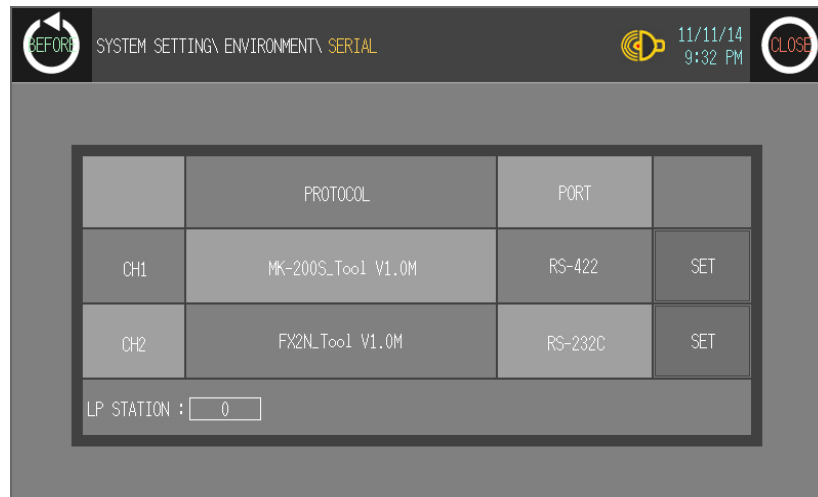 BEFORE SYSTEM SETTING\ ENVIRONMENT\ SERIAL 11/11/14 9:32 PM CLOSE
PROTOCOL PORT
CH1 MK-200S_Tool V1.0M RS-422 SET
CH2 FX2N_Tool V1.0M RS-232C SET
LP STATION : 0